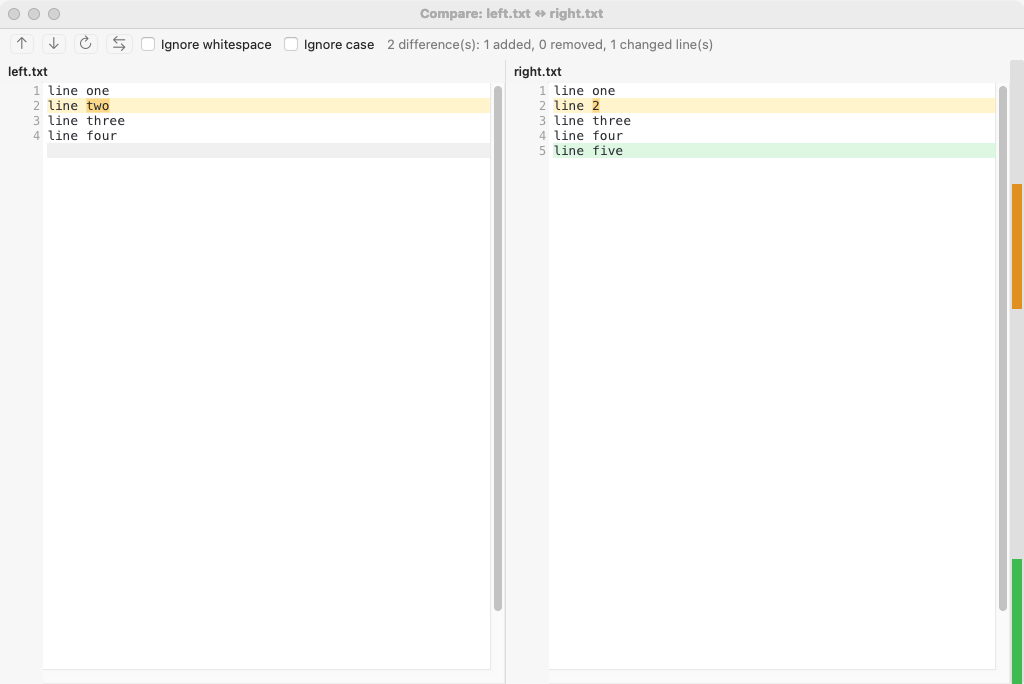 Compare: left.txt ⇔ right.txt
Ignore whitespace Ignore case 2 difference(s): 1 added, 0 removed, 1 changed line(s)
left.txt
1 line one
2 line two
3 line three
4 line four
right.txt
1 line one
2 line 2
3 line three
4 line four
5 line five